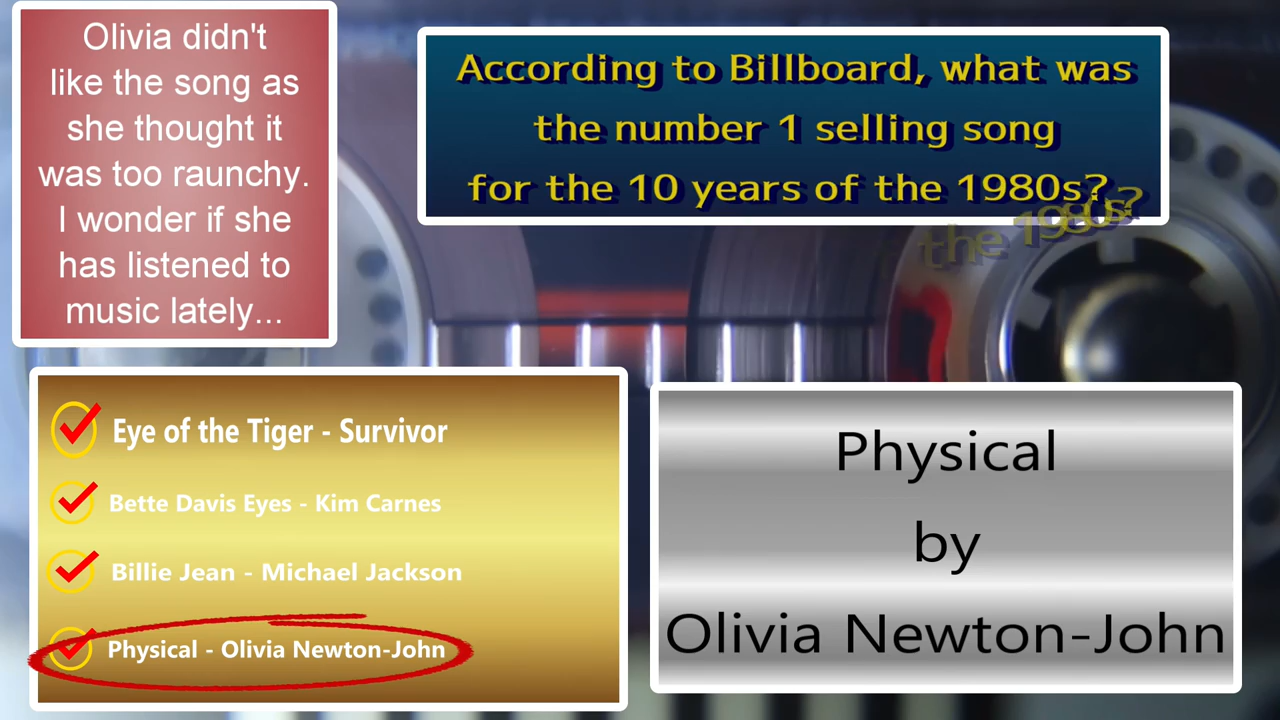 Olivia didn't
like the song as
she thought it
was too raunchy.
I wonder if she
has listened to
music lately...
According to Billboard, what was
the number 1 selling song
for the 10 years of the 1980s?
the 1980s?
Eye of the Tiger - Survivor
Bette Davis Eyes - Kim Carnes
Billie Jean - Michael Jackson
Physical - Olivia Newton-John
Physical
by
Olivia Newton-John